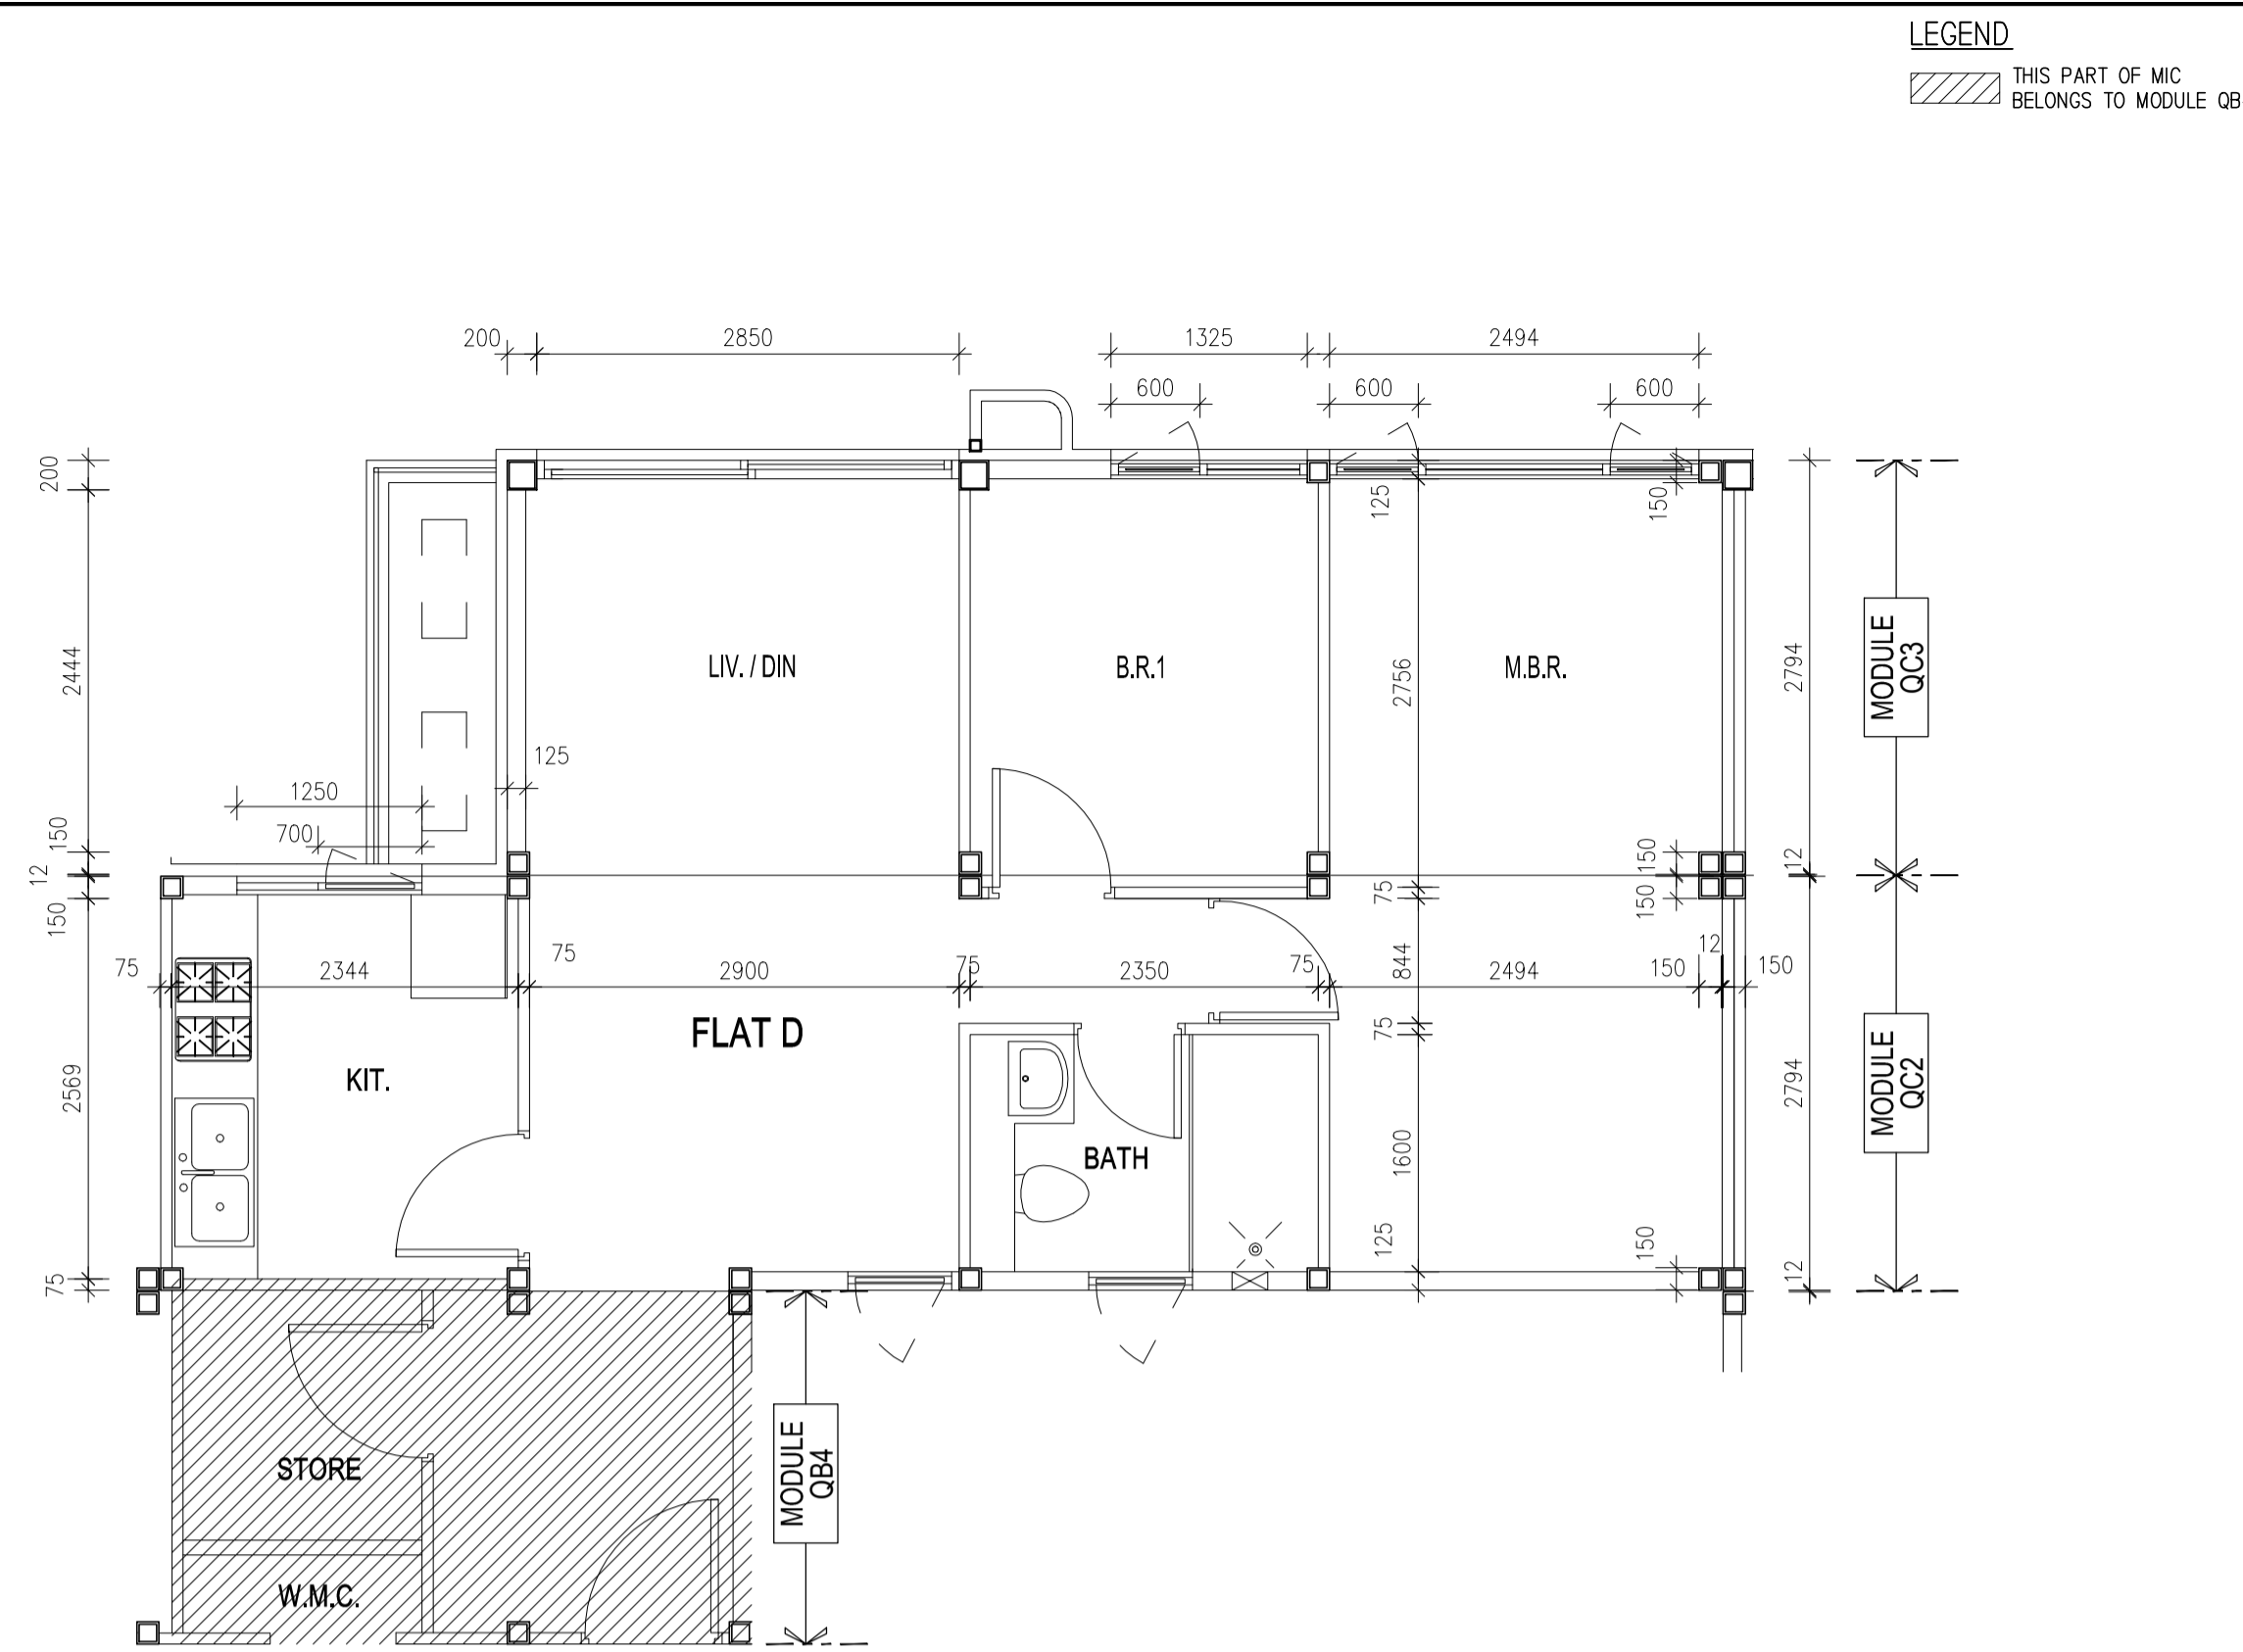 LEGEND
THIS PART OF MIC
BELONGS TO MODULE QB
200
2850
1325
2494
600
600
600
200
125
150
2444
LIV. / DIN
B.R.1
M.B.R.
2756
2794
MODULE
QC3
125
1250
700
150
12
150
12
150
75
150
75
2344
75
2900
75
2350
75
844
2494
150
12
150
FLAT D
75
KIT.
2569
BATH
1600
2794
MODULE
QC2
125
150
12
75
STORE
MODULE
QB4
W.M.C.